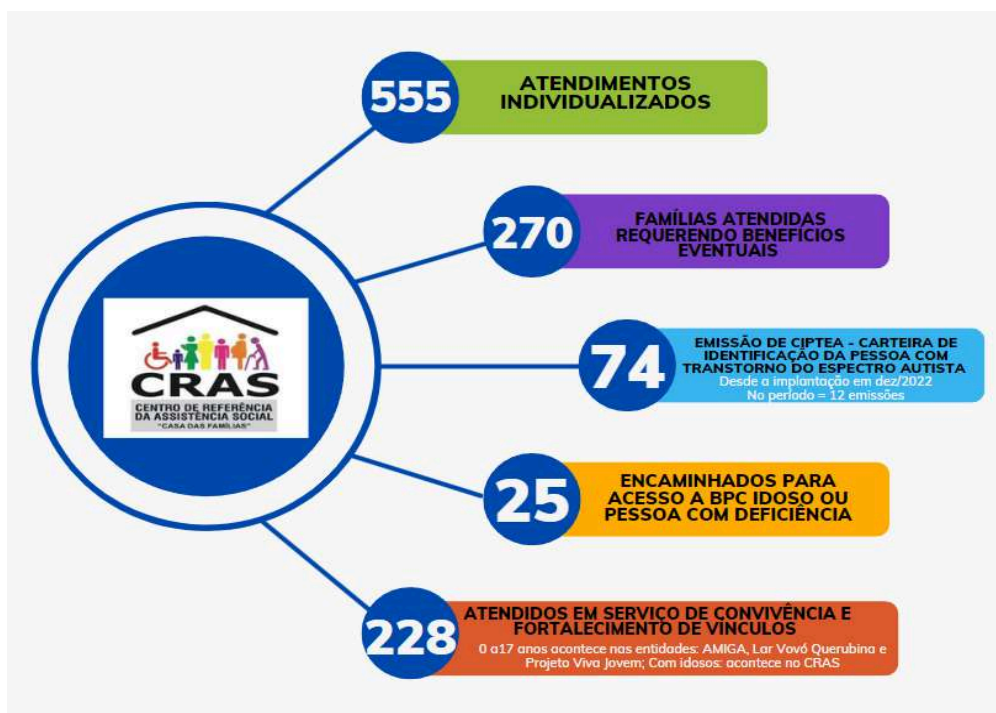 555
ATENDIMENTOS
INDIVIDUALIZADOS
270
FAMÍLIAS ATENDIDAS
REQUERENDO BENEFÍCIOS
EVENTUAIS
74
EMISSÃO DE CIPTEA - CARTEIRA DE
IDENTIFICAÇÃO DA PESSOA COM
TRANSTORNO DO ESPECTRO AUTISTA
Desde a implantação em dez/2022
No período = 12 emissões
CRAS
CENTRO DE REFERÊNCIA
DA ASSISTÊNCIA SOCIAL
"CASA DAS FAMÍLIAS"
25
ENCAMINHADOS PARA
ACESSO A BPC IDOSO OU
PESSOA COM DEFICIÊNCIA
228
ATENDIDOS EM SERVIÇO DE CONVIVÊNCIA E
FORTALECIMENTO DE VÍNCULOS
0 a17 anos acontece nas entidades: AMIGA, Lar Vovó Querubina e
Projeto Viva Jovem; Com idosos: acontece no CRAS